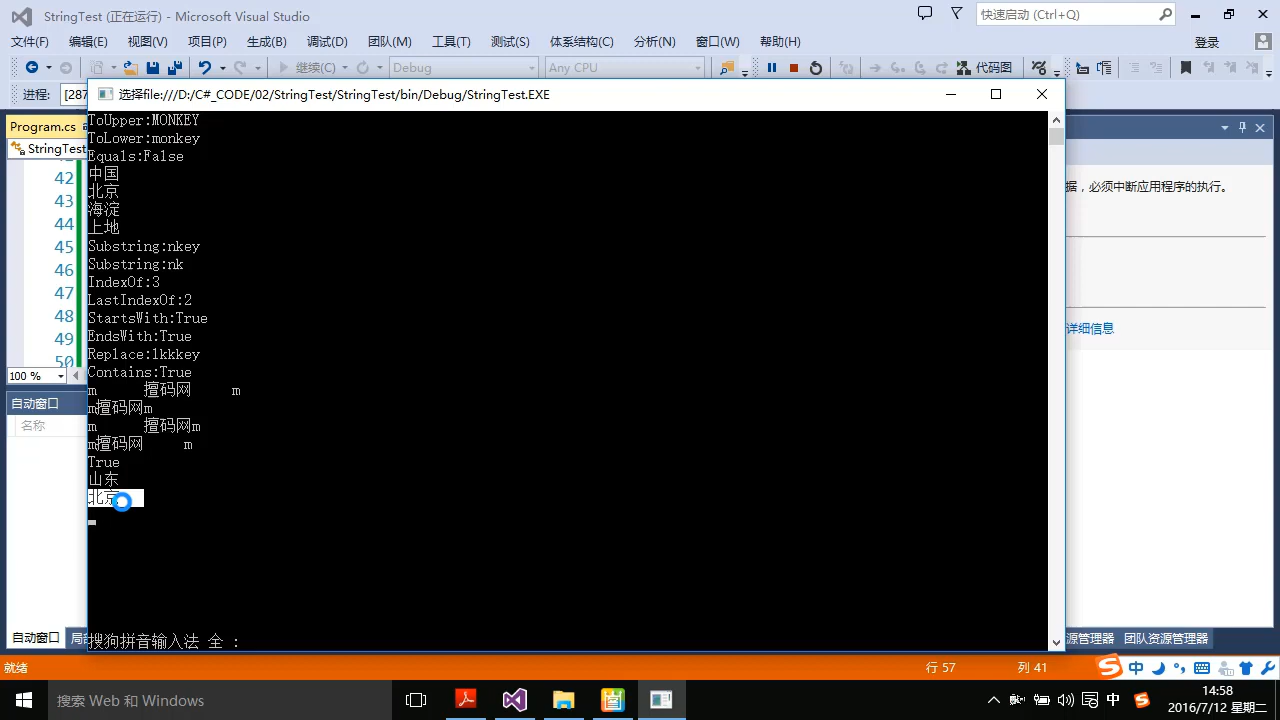 StringTest (正在运行) - Microsoft Visual Studio
快速启动 (Ctrl+Q)
文件(F) 编辑(E) 视图(V) 项目(P) 生成(B) 调试(D) 团队(M) 工具(T) 测试(S) 体系结构(C) 分析(N) 窗口(W) 帮助(H)
登录
继续(C) Debug Any CPU 代码图
进程: [287
选择file:///D:/C#_CODE/02/StringTest/StringTest/bin/Debug/StringTest.EXE
Program.cs
StringTest
42
43
44
45
46
47
48
49
50
100 %
自动窗口
名称
自动窗口
ToUpper:MONKEY
ToLower:monkey
Equals:False
中国
北京
海淀
上地
Substring:nkey
Substring:nk
IndexOf:3
LastIndexOf:2
StartsWith:True
EndsWith:True
Replace:lkkkey
Contains:True
m 擅码网 m
m擅码网m
m 擅码网m
m擅码网 m
True
山东
北京
搜狗拼音输入法 全 :
据，必须中断应用程序的执行。
详细信息
源管理器 团队资源管理器
就绪
行 57
列 41
中
搜索 Web 和 Windows
中
14:58
2016/7/12 星期二